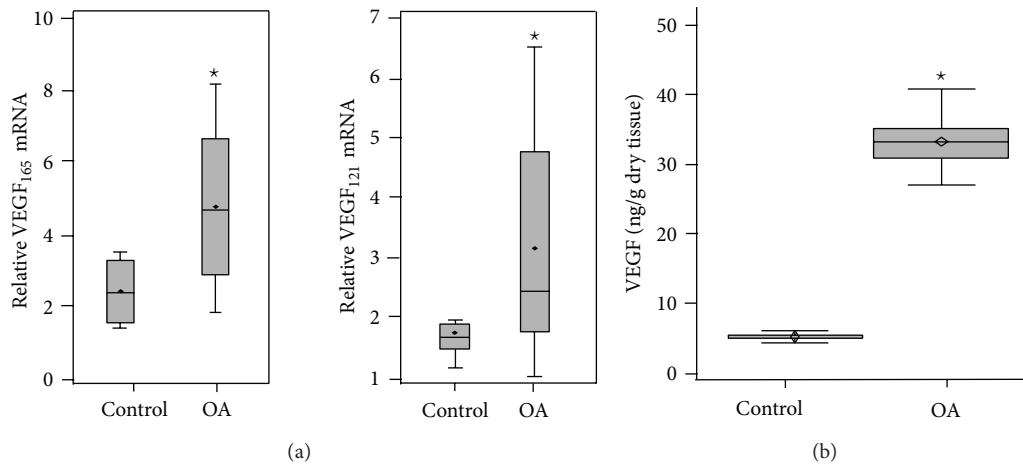 Relative VEGF₁₆₅ mRNA
10
8
6
4
2
0
*
Control OA
Relative VEGF₁₂₁ mRNA
7
6
5
4
3
2
1
*
Control OA
(a)
VEGF (ng/g dry tissue)
50
40
30
20
10
0
*
Control OA
(b)